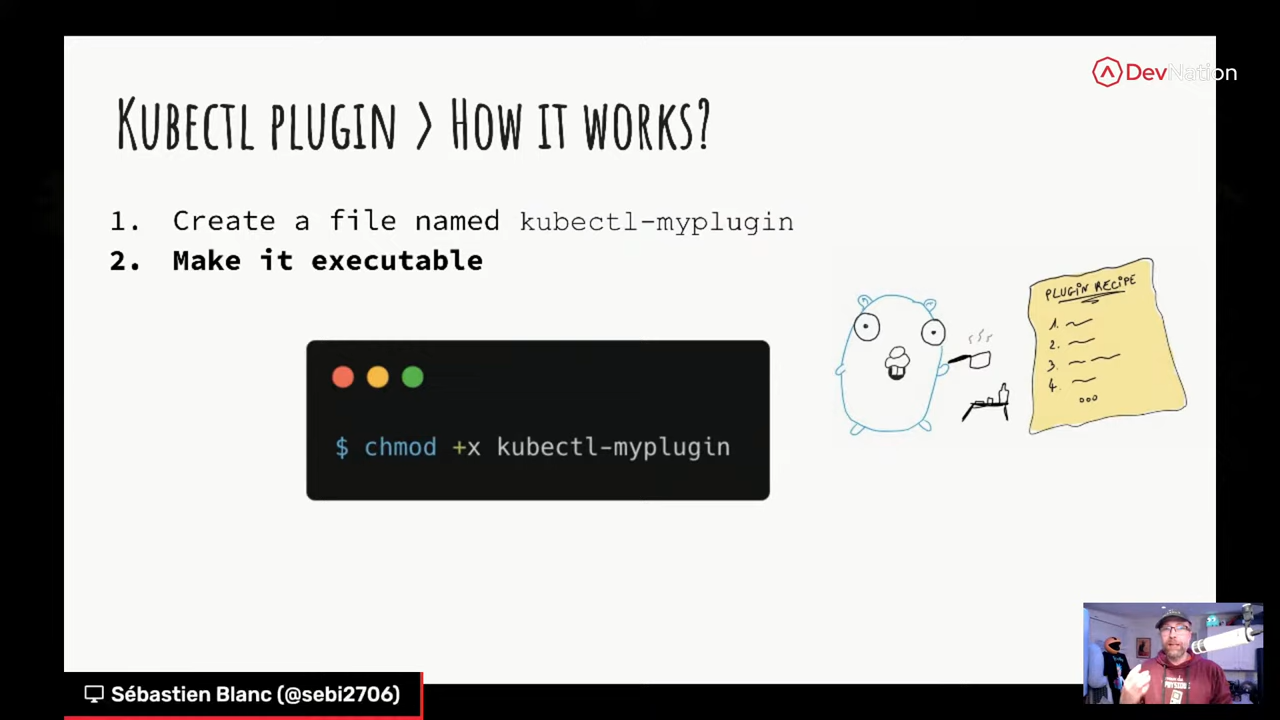 DevNation
KUBECTL PLUGIN > HOW IT WORKS?
1. Create a file named kubectl-myplugin
2. Make it executable
PLUGIN RECIPE
1.
2.
3.
4.
$ chmod +x kubectl-myplugin
Sébastien Blanc (@sebi2706)